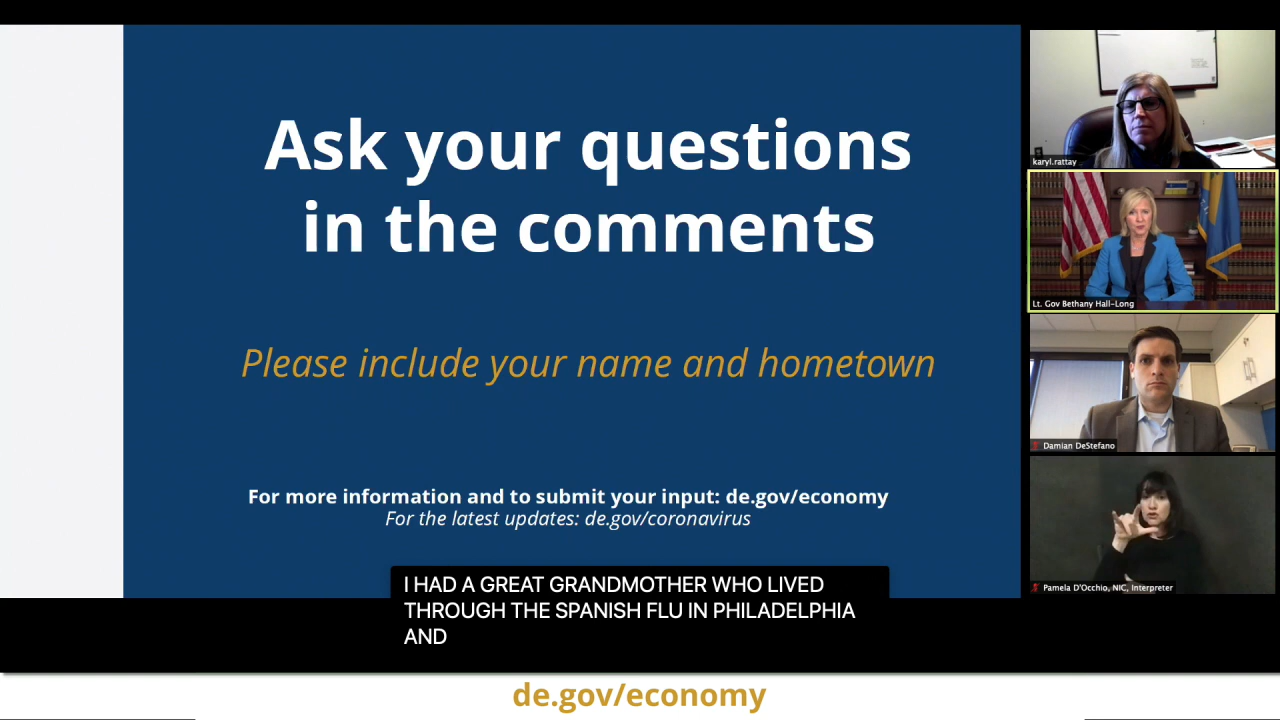 Ask your questions
in the comments
Please include your name and hometown
For more information and to submit your input: de.gov/economy
For the latest updates: de.gov/coronavirus
I HAD A GREAT GRANDMOTHER WHO LIVED
THROUGH THE SPANISH FLU IN PHILADELPHIA
AND
karyl.rattay
Lt. Gov Bethany Hall-Long
Damian DeStefano
Pamela D'Occhio, NIC, Interpreter
de.gov/economy